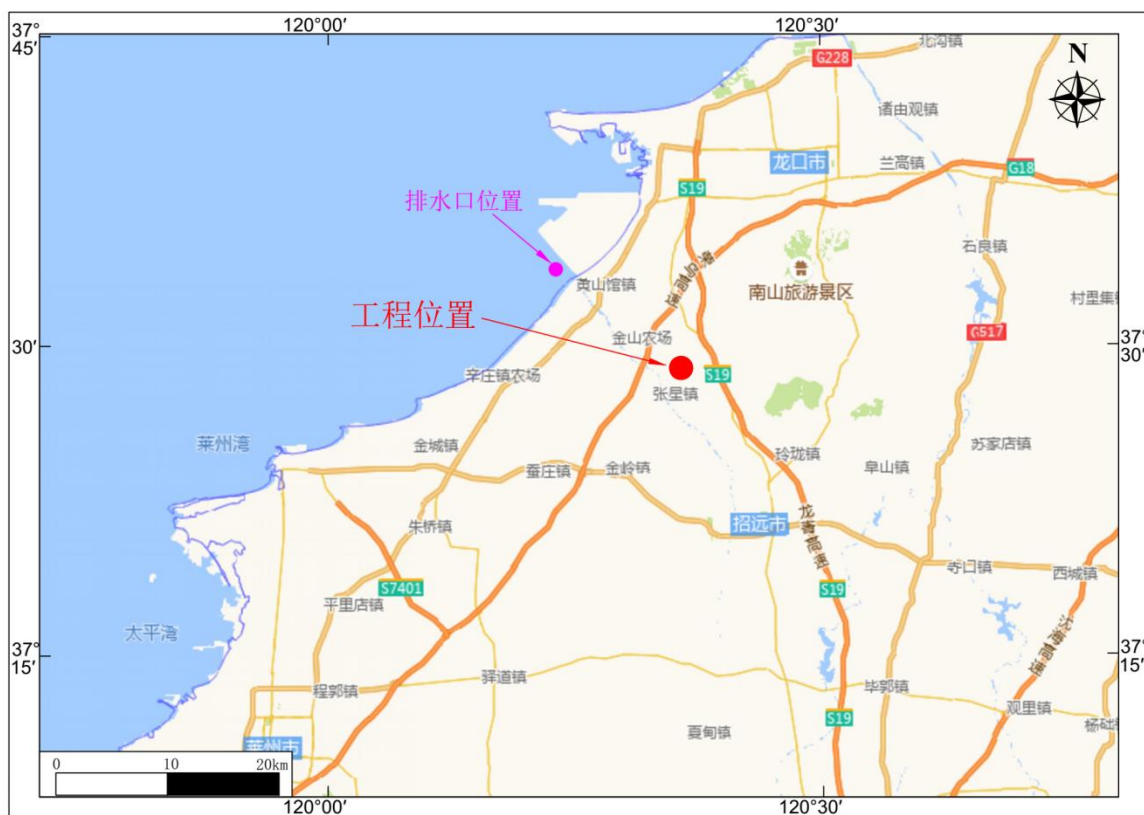 120°00′
120°30′
37°
45′
北沟镇
G228
N
诸由观镇
龙口市
兰高镇
G18
S19
排水口位置
石良镇
黄山馆镇
南山旅游景区
村里集镇
工程位置
金山农场
G517
30′
37°
30′
辛庄镇农场
S19
张星镇
莱州湾
金城镇
玲珑镇
苏家店镇
蚕庄镇
金岭镇
阜山镇
朱桥镇
招远市
龙青高速
寺口镇
西城镇
S7401
S19
平里店镇
太平湾
37°
15′
37°
15′
驿道镇
程郭镇
毕郭镇
观里镇
S19
夏甸镇
杨础
莱州市
0
10
20km
120°00′
120°30′